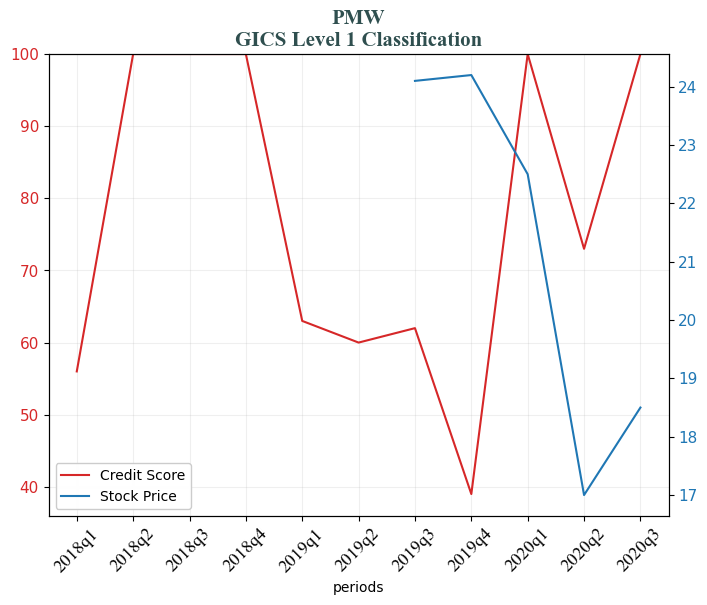 PMW
GICS Level 1 Classification
100
90
80
70
60
50
40
24
23
22
21
20
19
18
17
Credit Score
Stock Price
2018q1
2018q2
2018q3
2018q4
2019q1
2019q2
2019q3
2019q4
2020q1
2020q2
2020q3
periods